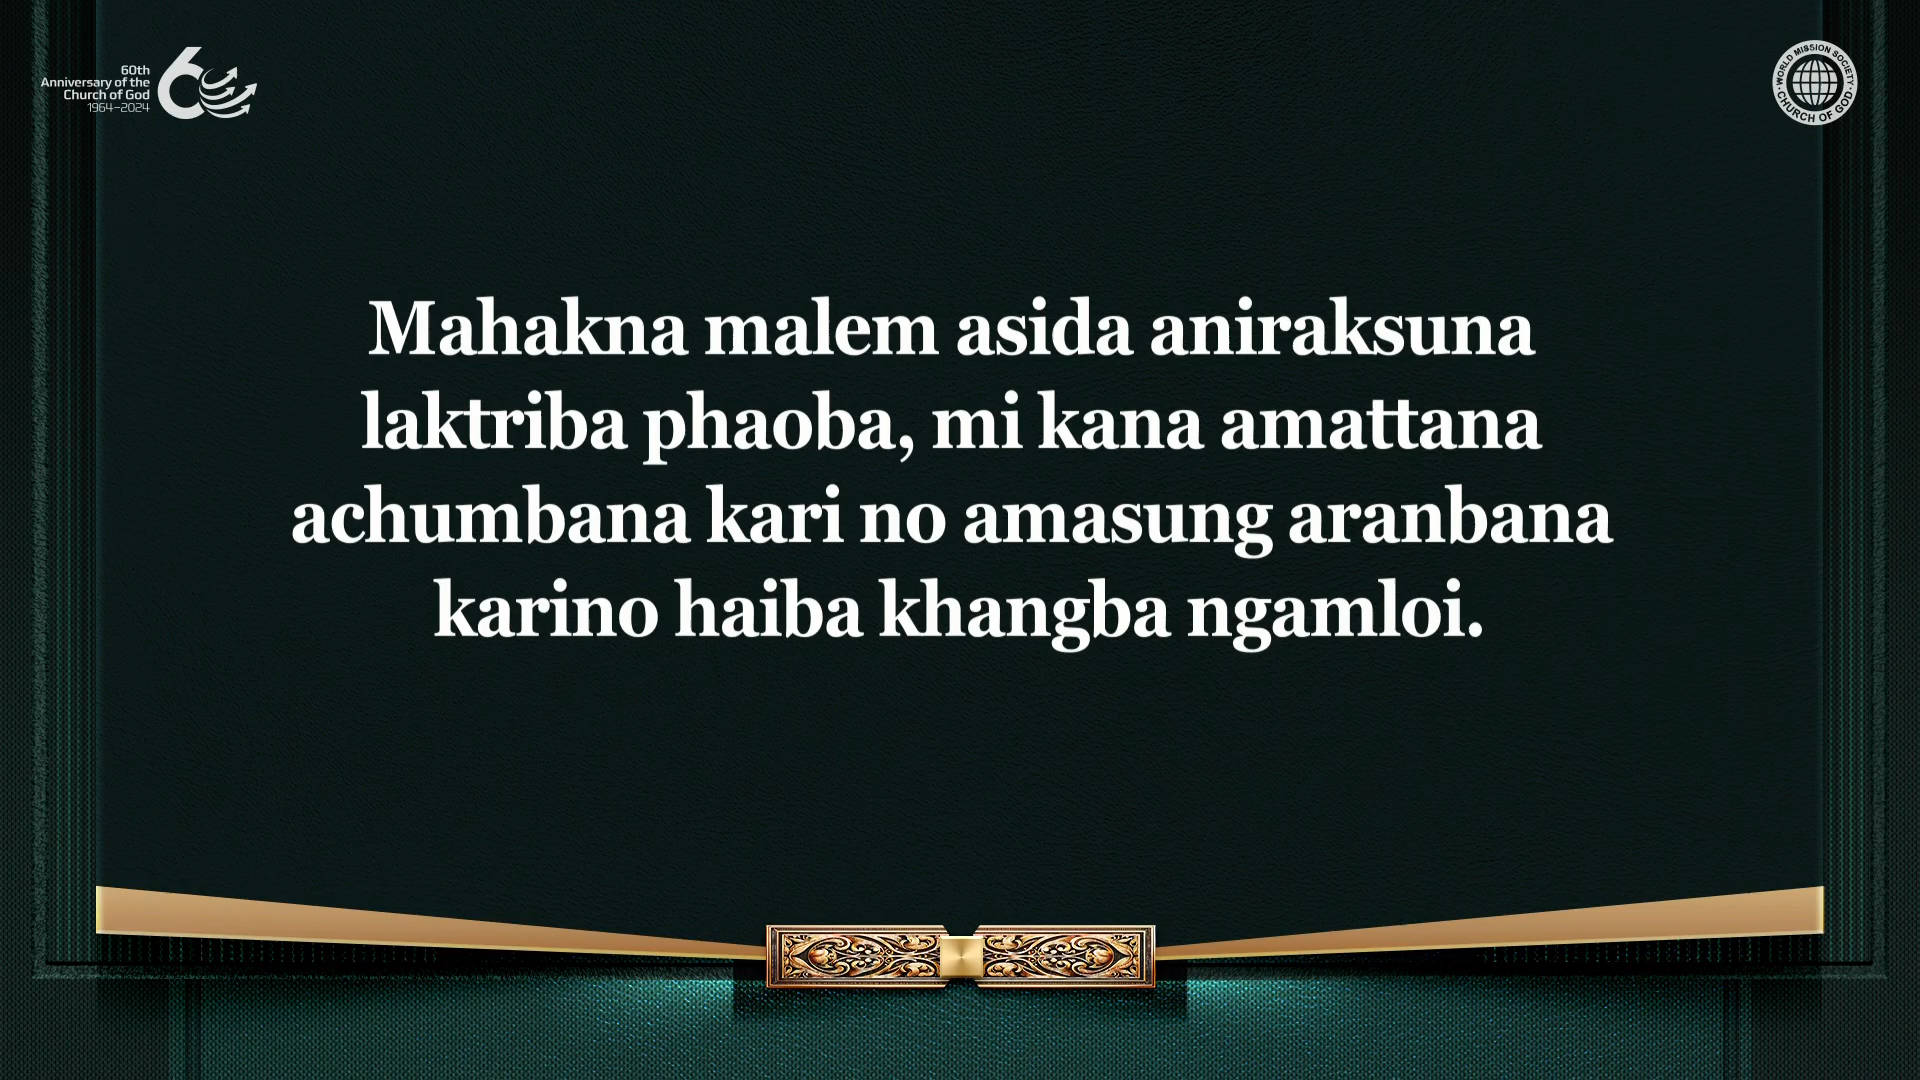 60th
Anniversary of the
Church of God
1964–2024
60
WORLD MISSION SOCIETY
CHURCH OF GOD
Mahakna malem asida aniraksuna
laktriba phaoba, mi kana amattana
achumbana kari no amasung aranbana
karino haiba khangba ngamloi.